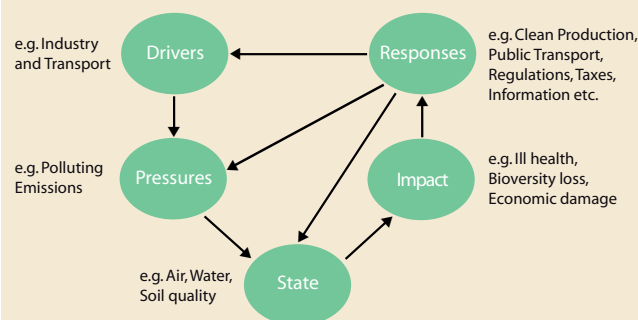 e.g. Industry
and Transport
Drivers
Responses
e.g. Clean Production,
Public Transport,
Regulations, Taxes,
Information etc.
e.g. Polluting
Emissions
Pressures
Impact
e.g. Ill health,
Bioversity loss,
Economic damage
e.g. Air, Water,
Soil quality
State